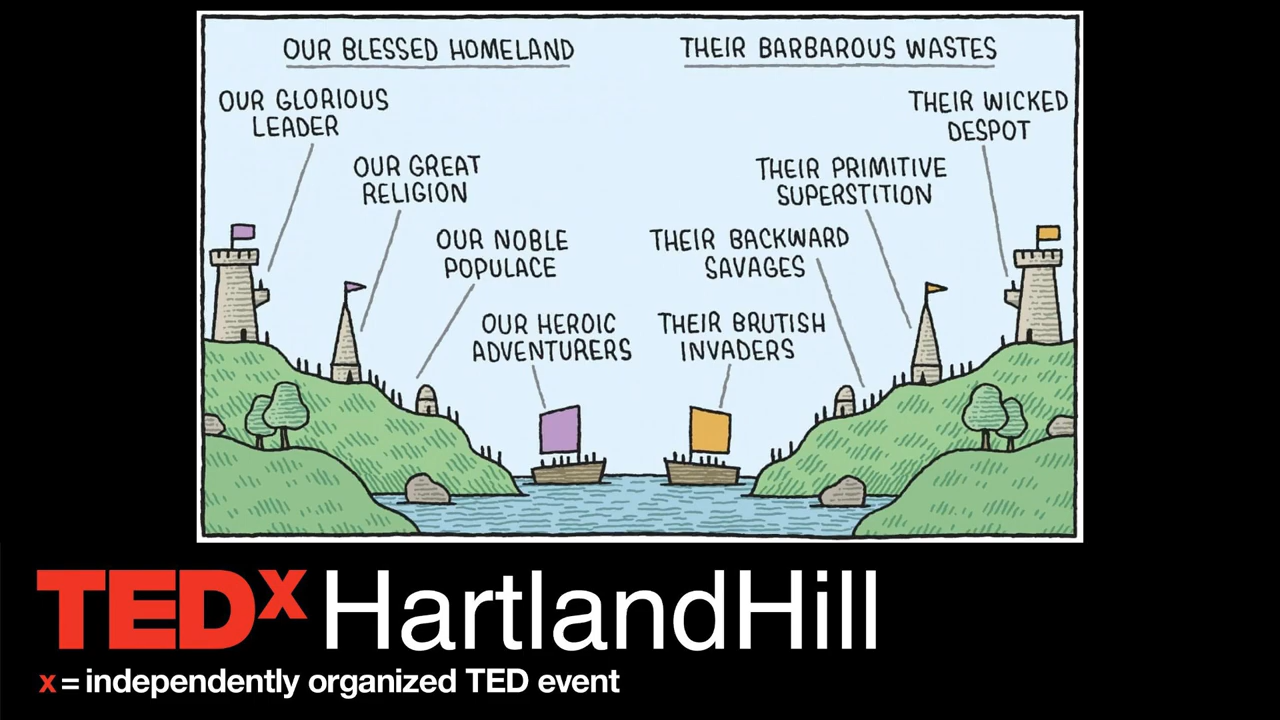 OUR BLESSED HOMELAND
OUR GLORIOUS
LEADER
OUR GREAT
RELIGION
OUR NOBLE
POPULACE
OUR HEROIC
ADVENTURERS
THEIR BARBAROUS WASTES
THEIR WICKED
DESPOT
THEIR PRIMITIVE
SUPERSTITION
THEIR BACKWARD
SAVAGES
THEIR BRUTISH
INVADERS
TEDx HartlandHill
x = independently organized TED event